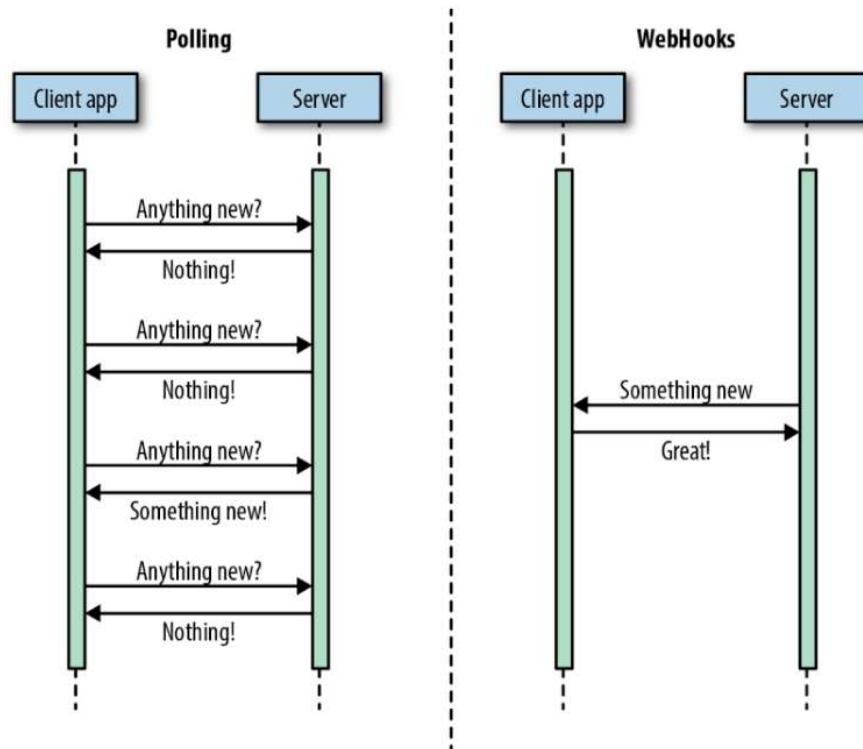 Polling
Client app
Server
Anything new?
Nothing!
Anything new?
Nothing!
Anything new?
Something new!
Anything new?
Nothing!
WebHooks
Client app
Server
Something new
Great!